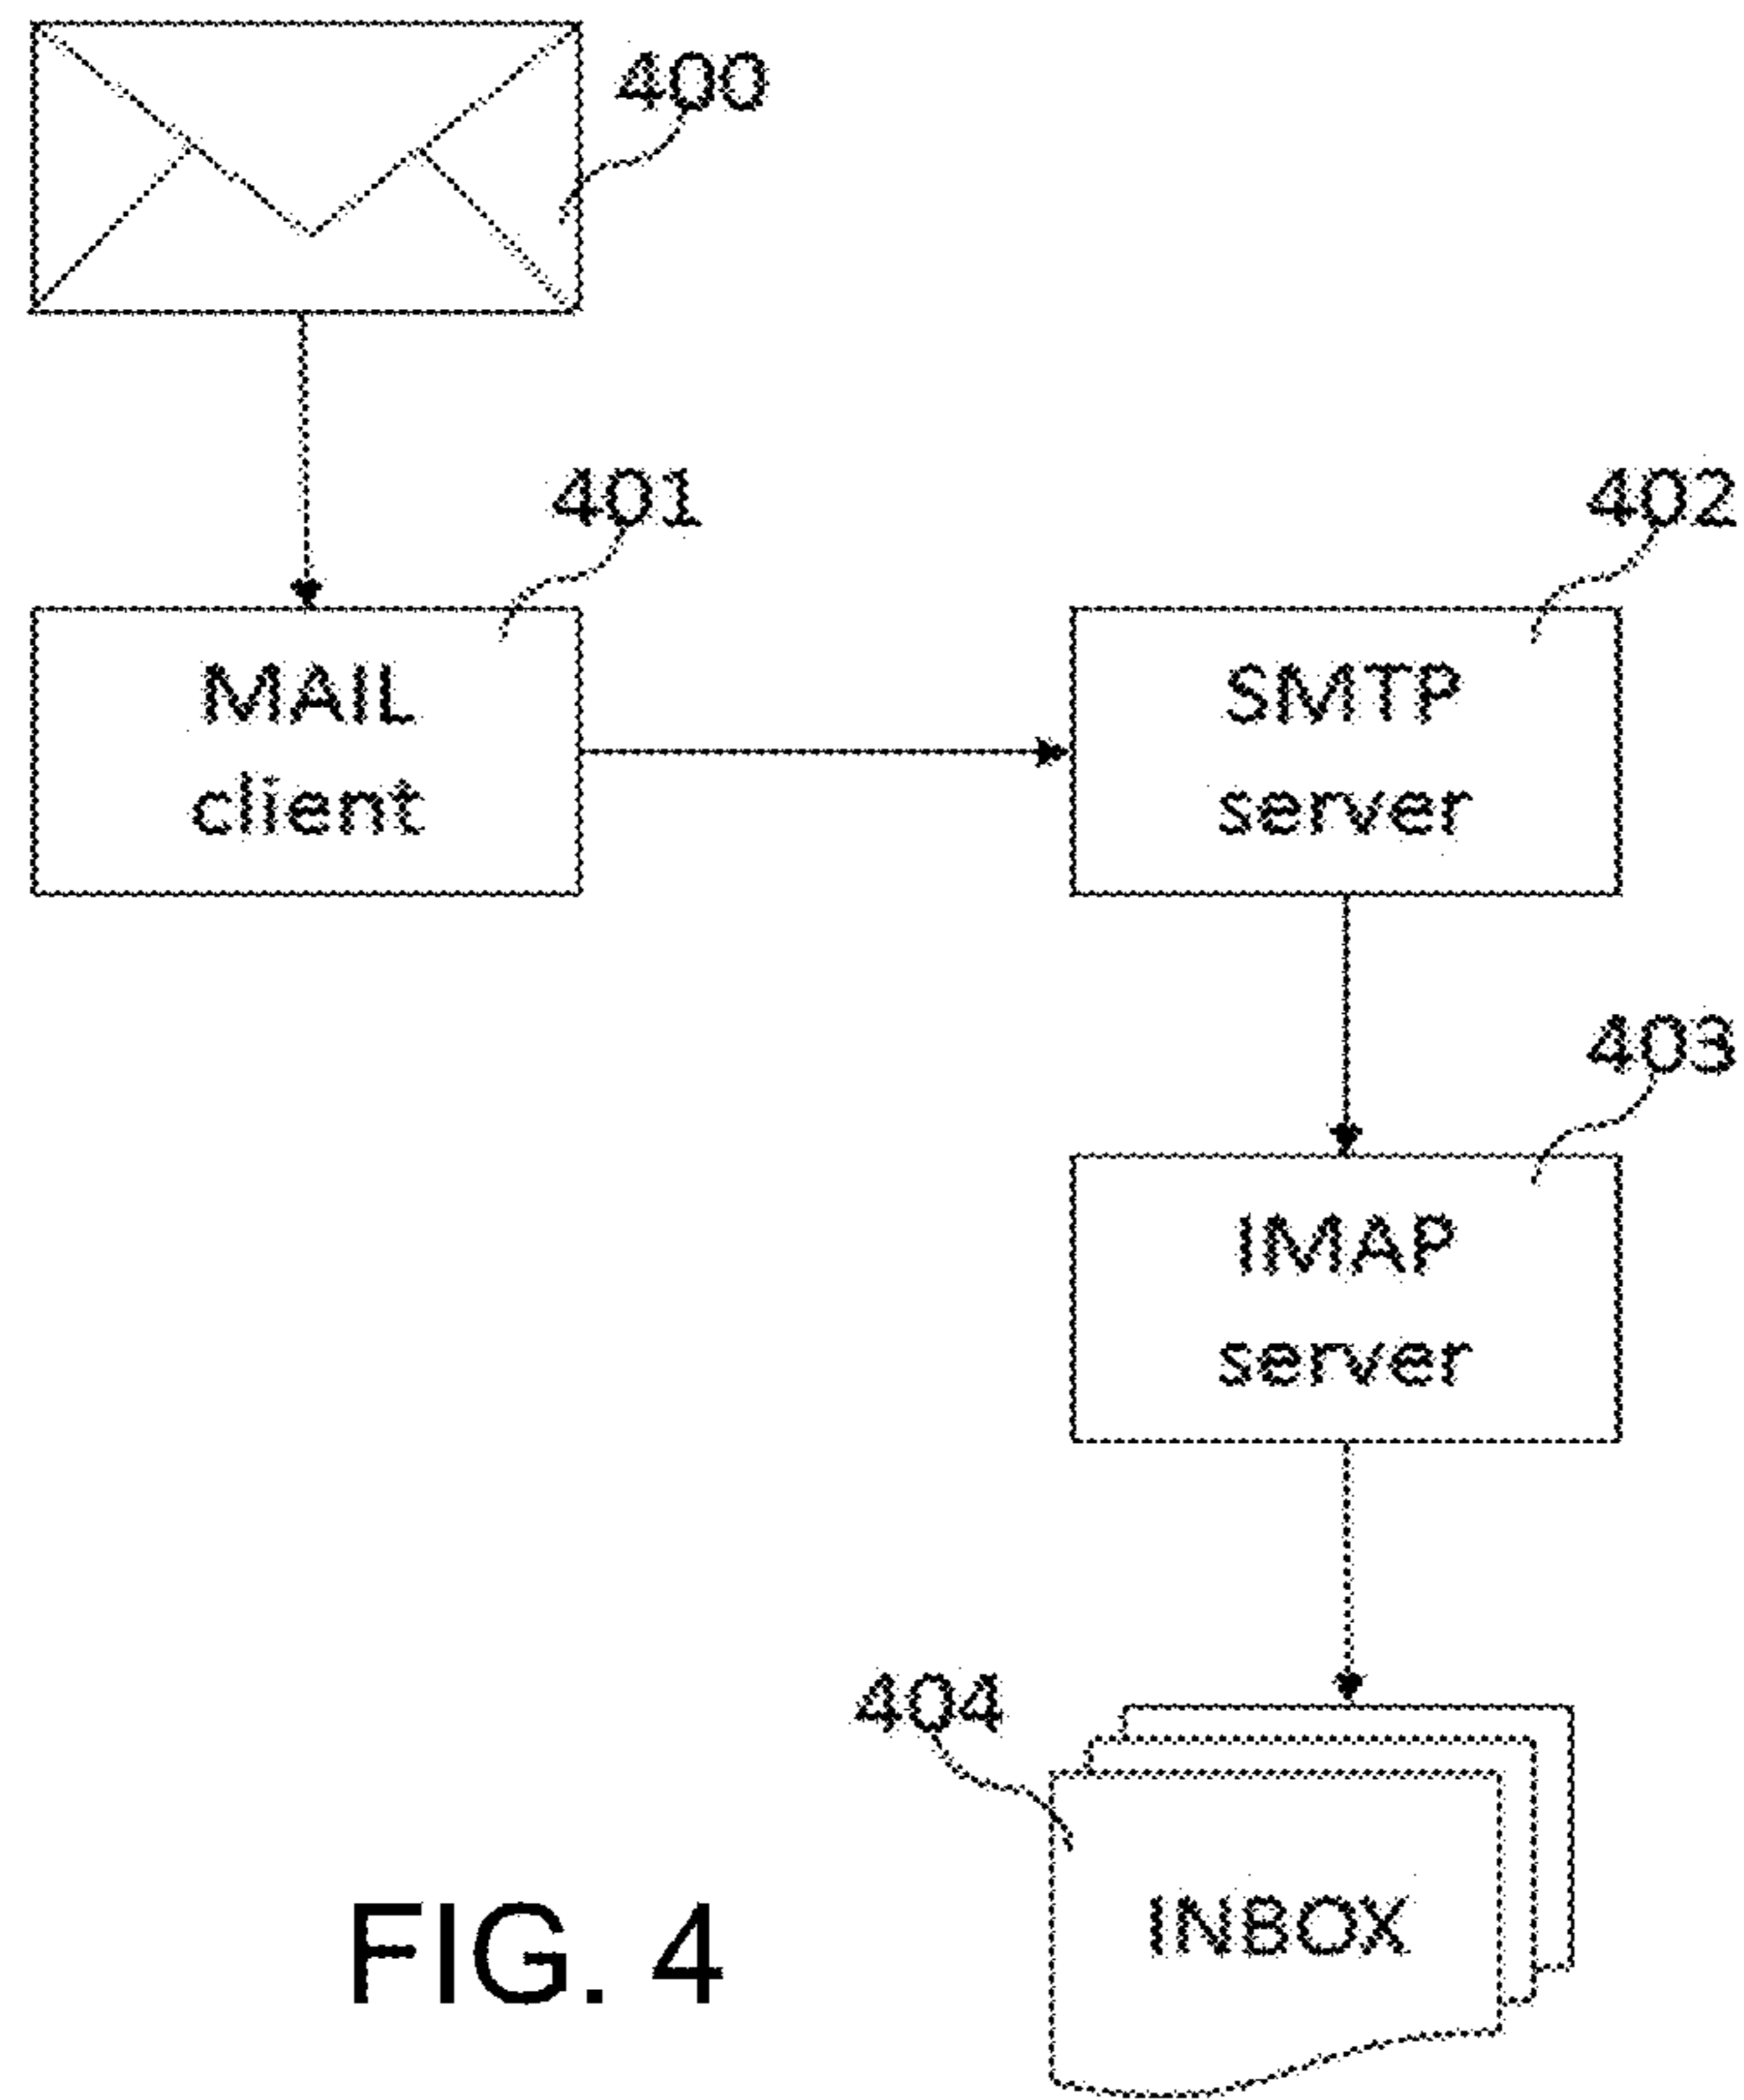 400
401
402
MAIL
client
SMTP
server
403
IMAP
server
404
INBOX
FIG. 4